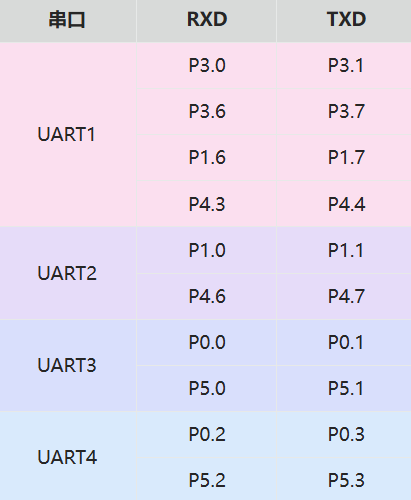 串口 RXD TXD
P3.0 P3.1
P3.6 P3.7
UART1
P1.6 P1.7
P4.3 P4.4
P1.0 P1.1
UART2
P4.6 P4.7
P0.0 P0.1
UART3
P5.0 P5.1
P0.2 P0.3
UART4
P5.2 P5.3